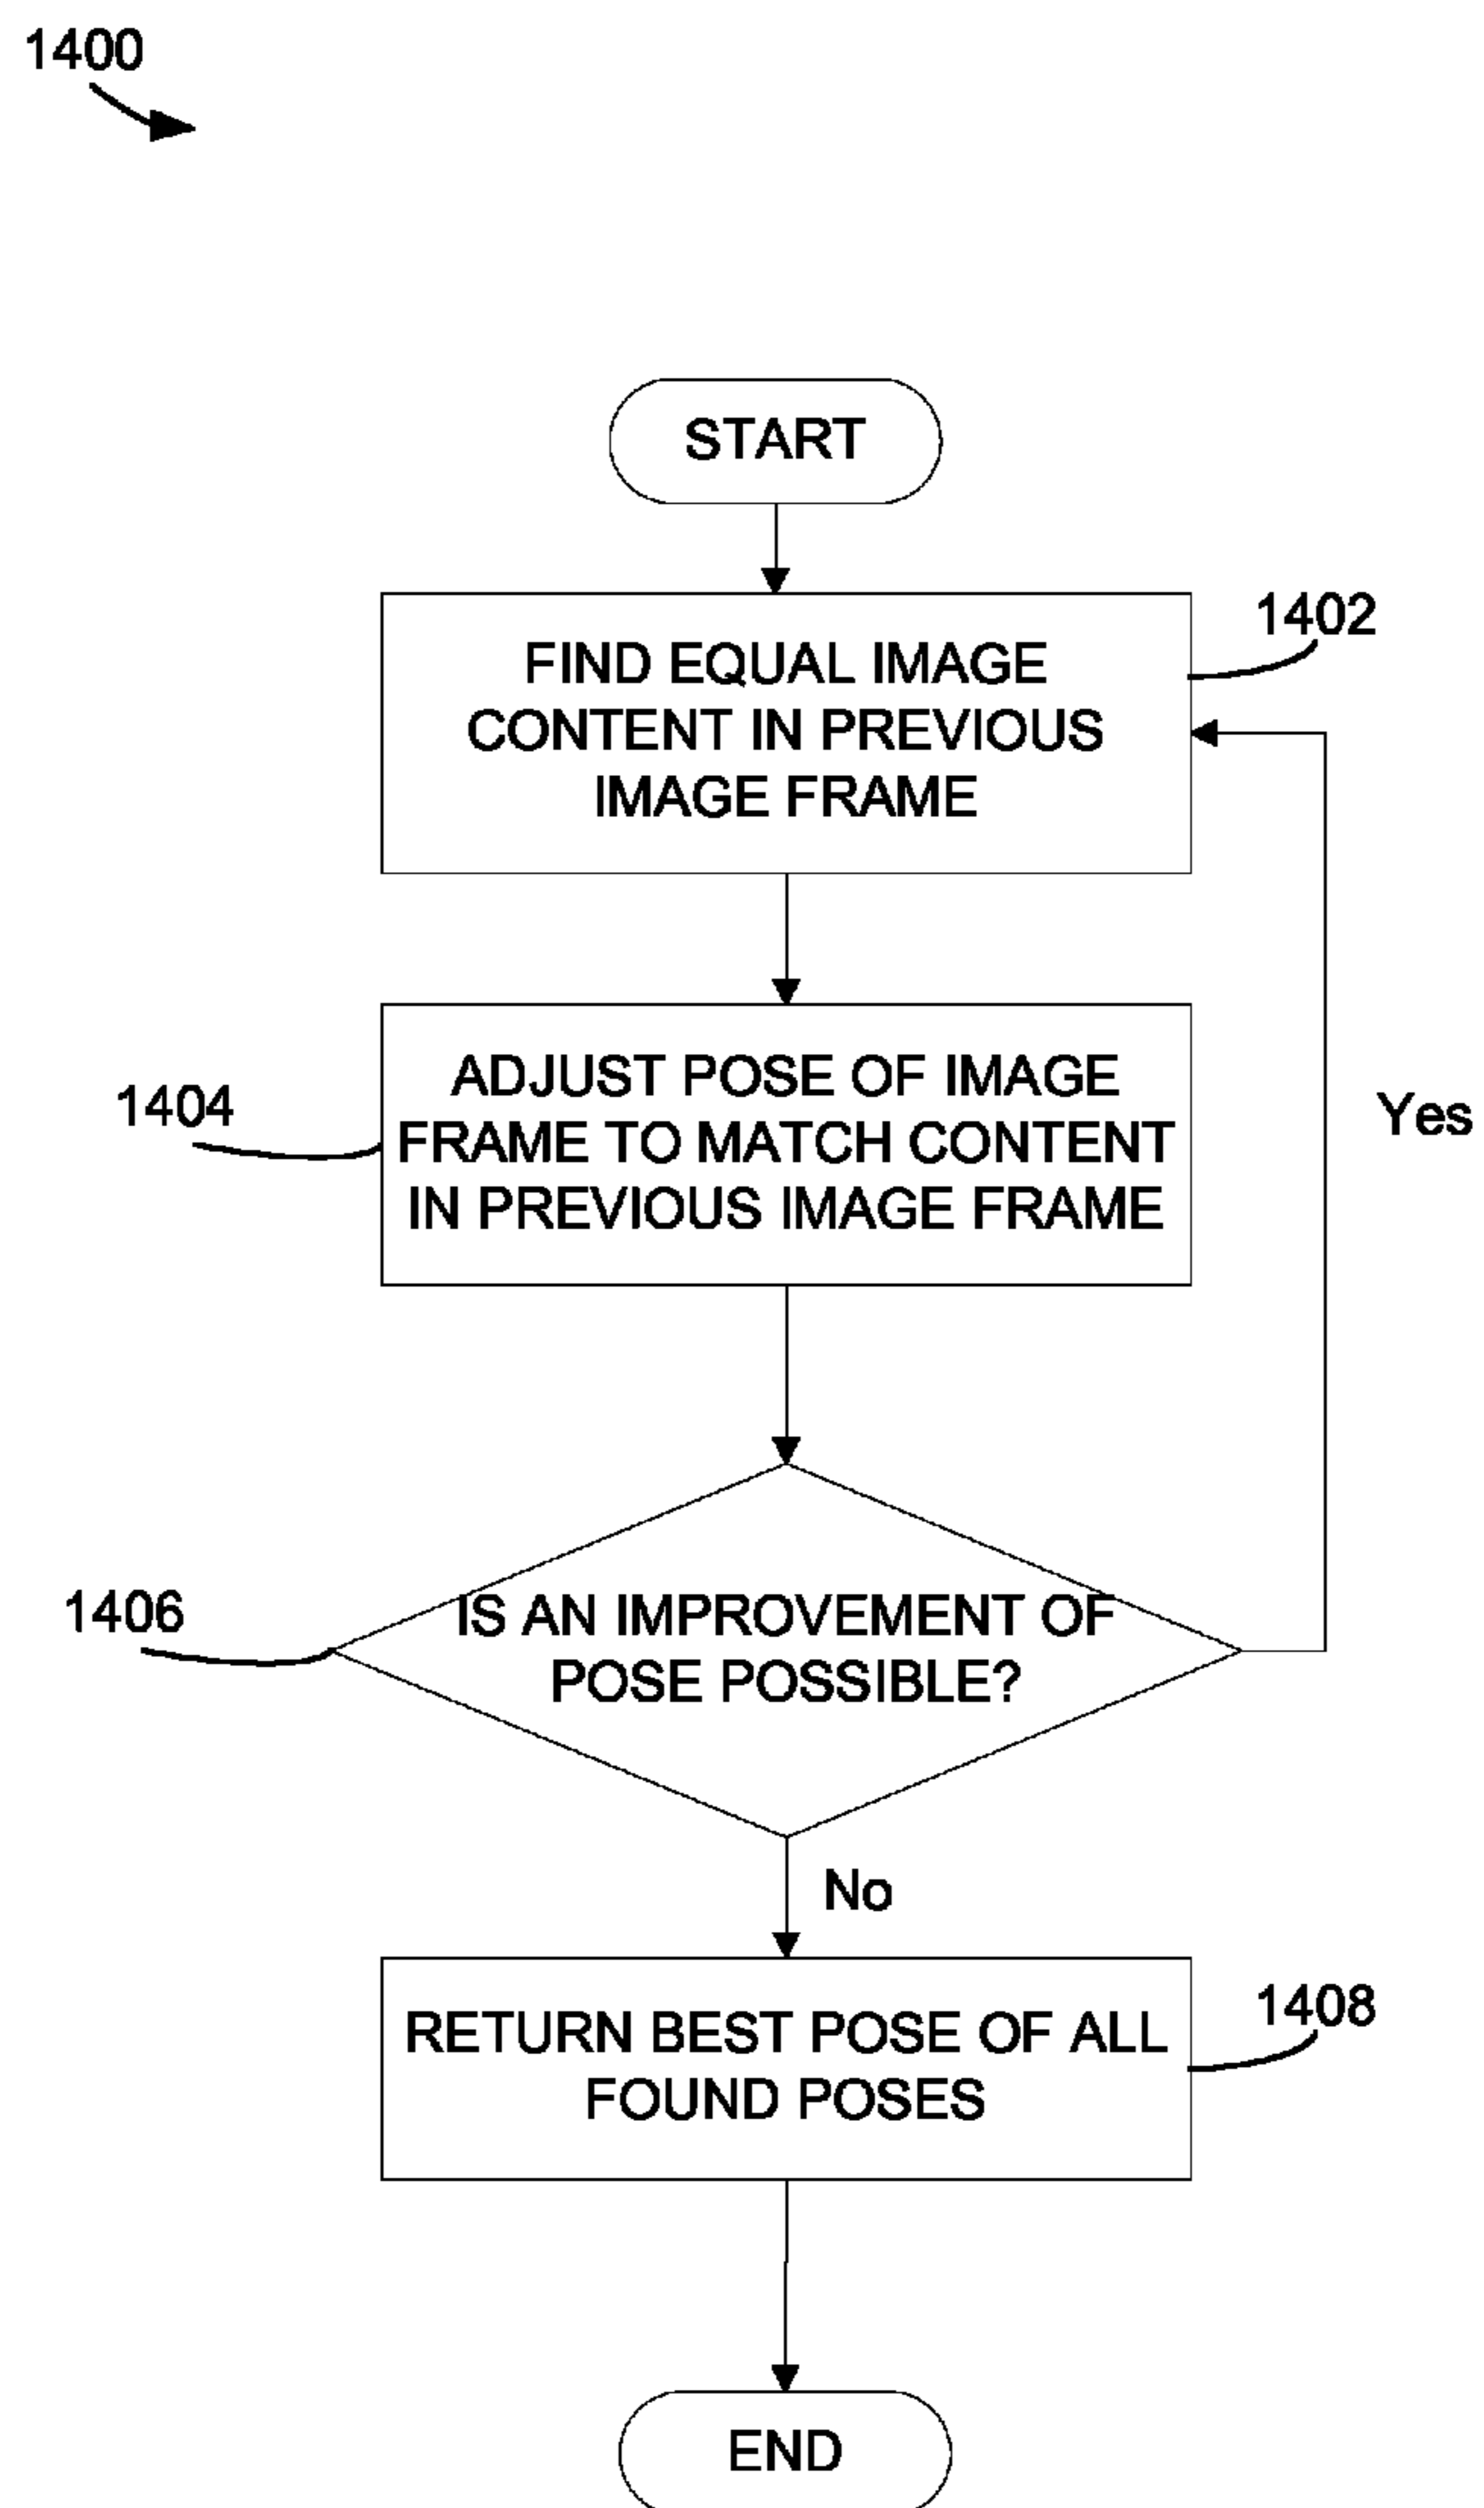 1400
START
1402
FIND EQUAL IMAGE
CONTENT IN PREVIOUS
IMAGE FRAME
1404
ADJUST POSE OF IMAGE
FRAME TO MATCH CONTENT
IN PREVIOUS IMAGE FRAME
Yes
1406
IS AN IMPROVEMENT OF
POSE POSSIBLE?
No
1408
RETURN BEST POSE OF ALL
FOUND POSES
END